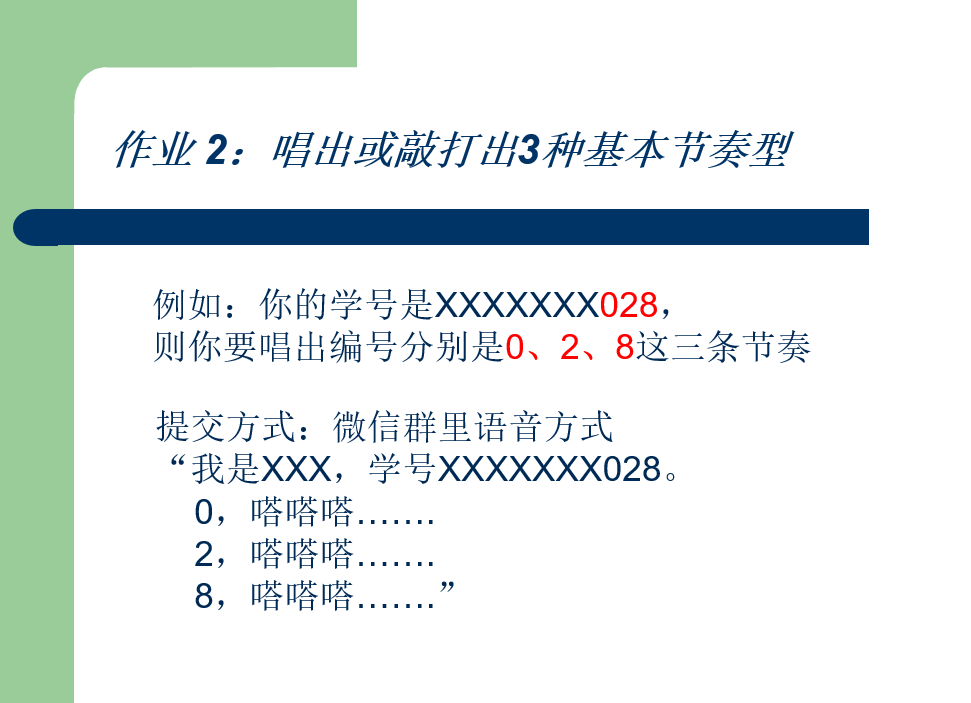 作业 2：唱出或敲打出3种基本节奏型
例如：你的学号是XXXXXXX028，
则你要唱出编号分别是0、2、8这三条节奏
提交方式：微信群里语音方式
“我是XXX，学号XXXXXXX028。
0，嗒嗒嗒…….
2，嗒嗒嗒…….
8，嗒嗒嗒…….”